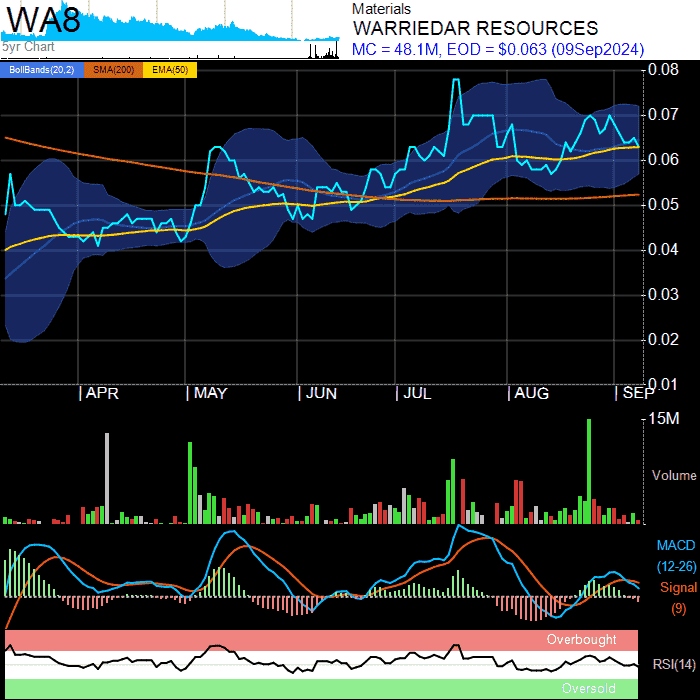 WA8
5yr Chart
Materials
WARRIEDAR RESOURCES
MC = 48.1M, EOD = $0.063 (09Sep2024)
BollBands(20,2) SMA(200) EMA(50)
0.08
0.07
0.06
0.05
0.04
0.03
0.02
0.01
APR MAY JUN JUL AUG SEP
15M
Volume
MACD
(12-26)
Signal
(9)
Overbought
RSI(14)
Oversold